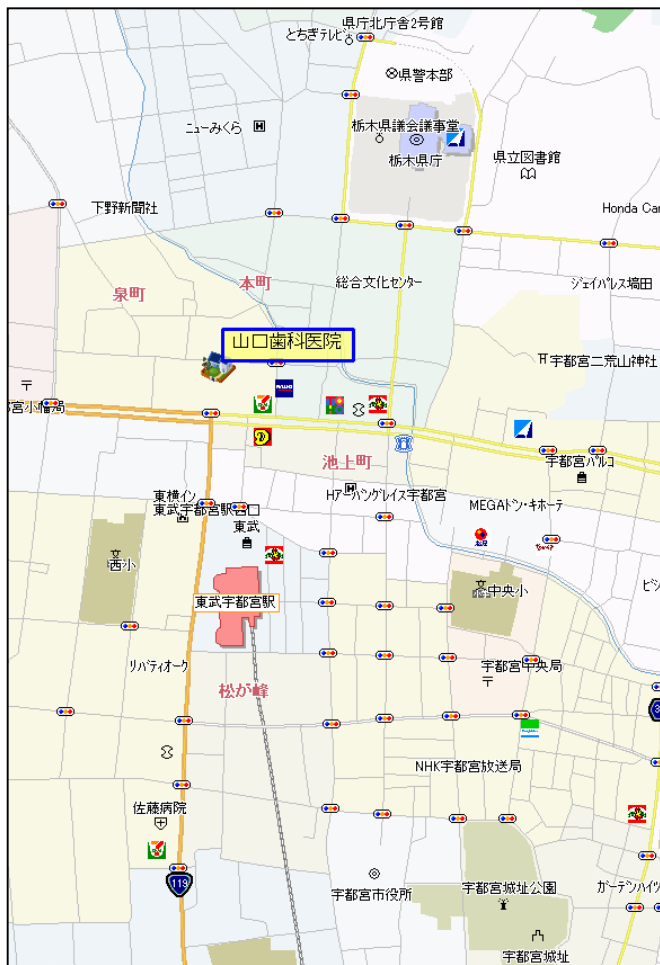 県庁北庁舎2号館
とちぎテレビ
県警本部
ニューみくら
栃木県議会議事堂
栃木県庁
県立図書館
下野新聞社
Honda Car
総合文化センター
ジェイパレス塙田
本町
泉町
山口歯科医院
宇都宮二荒山神社
宮小幡局
宇都宮パルコ
池上町
Hアーバングレイス宇都宮
MEGAドン・キホーテ
東横イン
東武宇都宮駅西口
東武
西小
中央小
東武宇都宮駅
リバティオーク
宇都宮中央局
松が峰
NHK宇都宮放送局
佐藤病院
119
宇都宮市役所
宇都宮城址公園
ガーデンハイツ
宇都宮城址